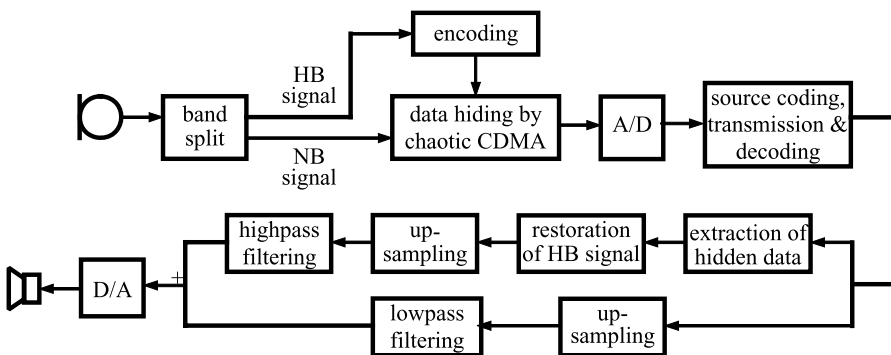 encoding
HB
signal
band
split
NB
signal
data hiding by
chaotic CDMA
A/D
source coding,
transmission &
decoding
highpass
filtering
up-
sampling
restoration
of HB signal
extraction of
hidden data
+
D/A
lowpass
filtering
up-
sampling